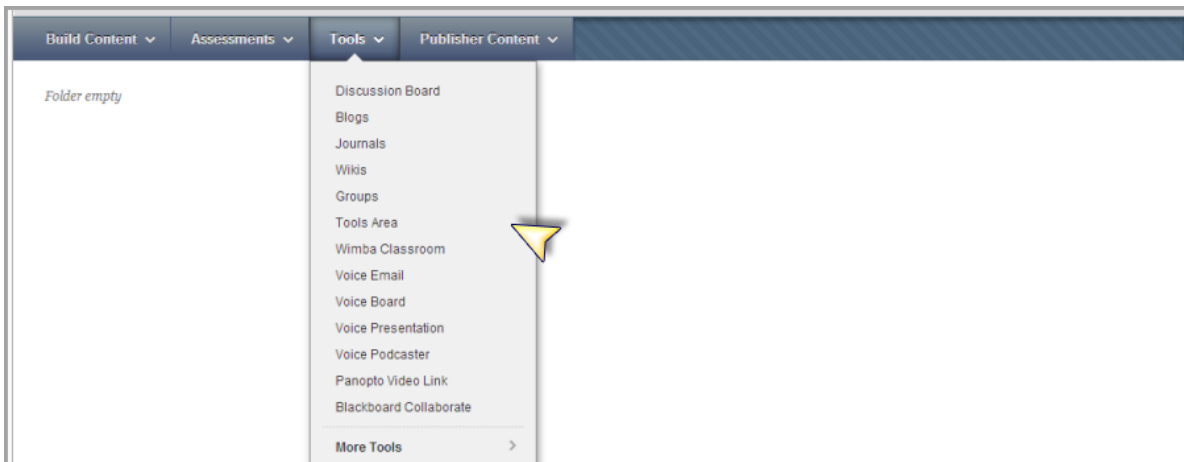 Build Content Assessments Tools Publisher Content
Folder empty
Discussion Board
Blogs
Journals
Wikis
Groups
Tools Area
Wimba Classroom
Voice Email
Voice Board
Voice Presentation
Voice Podcaster
Panopto Video Link
Blackboard Collaborate
More Tools